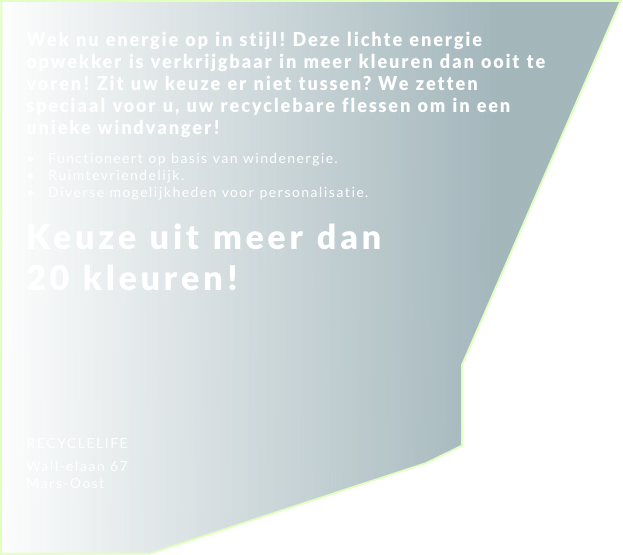 Wek nu energie op in stijl! Deze lichte energie
opwekker is verkrijgbaar in meer kleuren dan ooit te
voren! Zit uw keuze er niet tussen? We zetten
speciaal voor u, uw recyclebare flessen om in een
unieke windvanger!
• Functioneert op basis van windenergie.
• Ruimtevriendelijk.
• Diverse mogelijkheden voor personalisatie.
Keuze uit meer dan
20 kleuren!
RECYCLELIFE
Wall-elaan 67
Mars-Oost